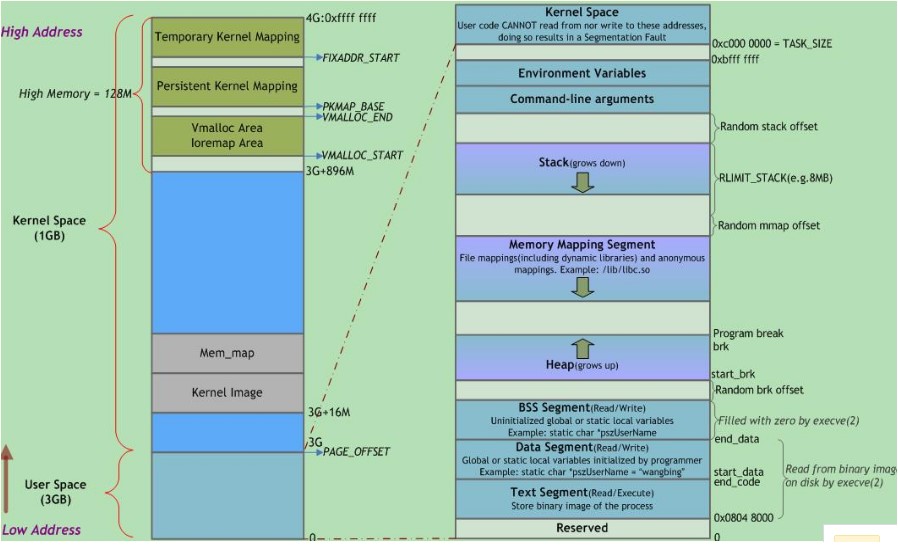 High Address
4G:0xffff ffff
Temporary Kernel Mapping
FIXADDR_START
High Memory = 128M
Persistent Kernel Mapping
PKMAP_BASE
VMALLOC_END
Vmalloc Area
Ioremap Area
VMALLOC_START
3G+896M
Kernel Space
(1GB)
Mem_map
Kernel Image
3G+16M
3G
PAGE_OFFSET
User Space
(3GB)
Low Address
0
Kernel Space
User code CANNOT read from nor write to these addresses,
doing so results in a Segmentation Fault
0xc000 0000 = TASK_SIZE
0xbfff ffff
Environment Variables
Command-line arguments
Random stack offset
Stack(grows down)
RLIMIT_STACK(e.g.8MB)
Random mmap offset
Memory Mapping Segment
File mappings(including dynamic libraries) and anonymous
mappings. Example: /lib/libc.so
Program break
brk
Heap(grows up)
start_brk
Random brk offset
BSS Segment(Read/Write)
Uninitialized global or static local variables
Example: static char *pszUserName
Filled with zero by execve(2)
end_data
Data Segment(Read/Write)
Global or static local variables initialized by programmer
Example: static char *pszUserName = "wangbing"
start_data
end_code
Read from binary image
on disk by execve(2)
Text Segment(Read/Execute)
Store binary image of the process
0x0804 8000
Reserved
0